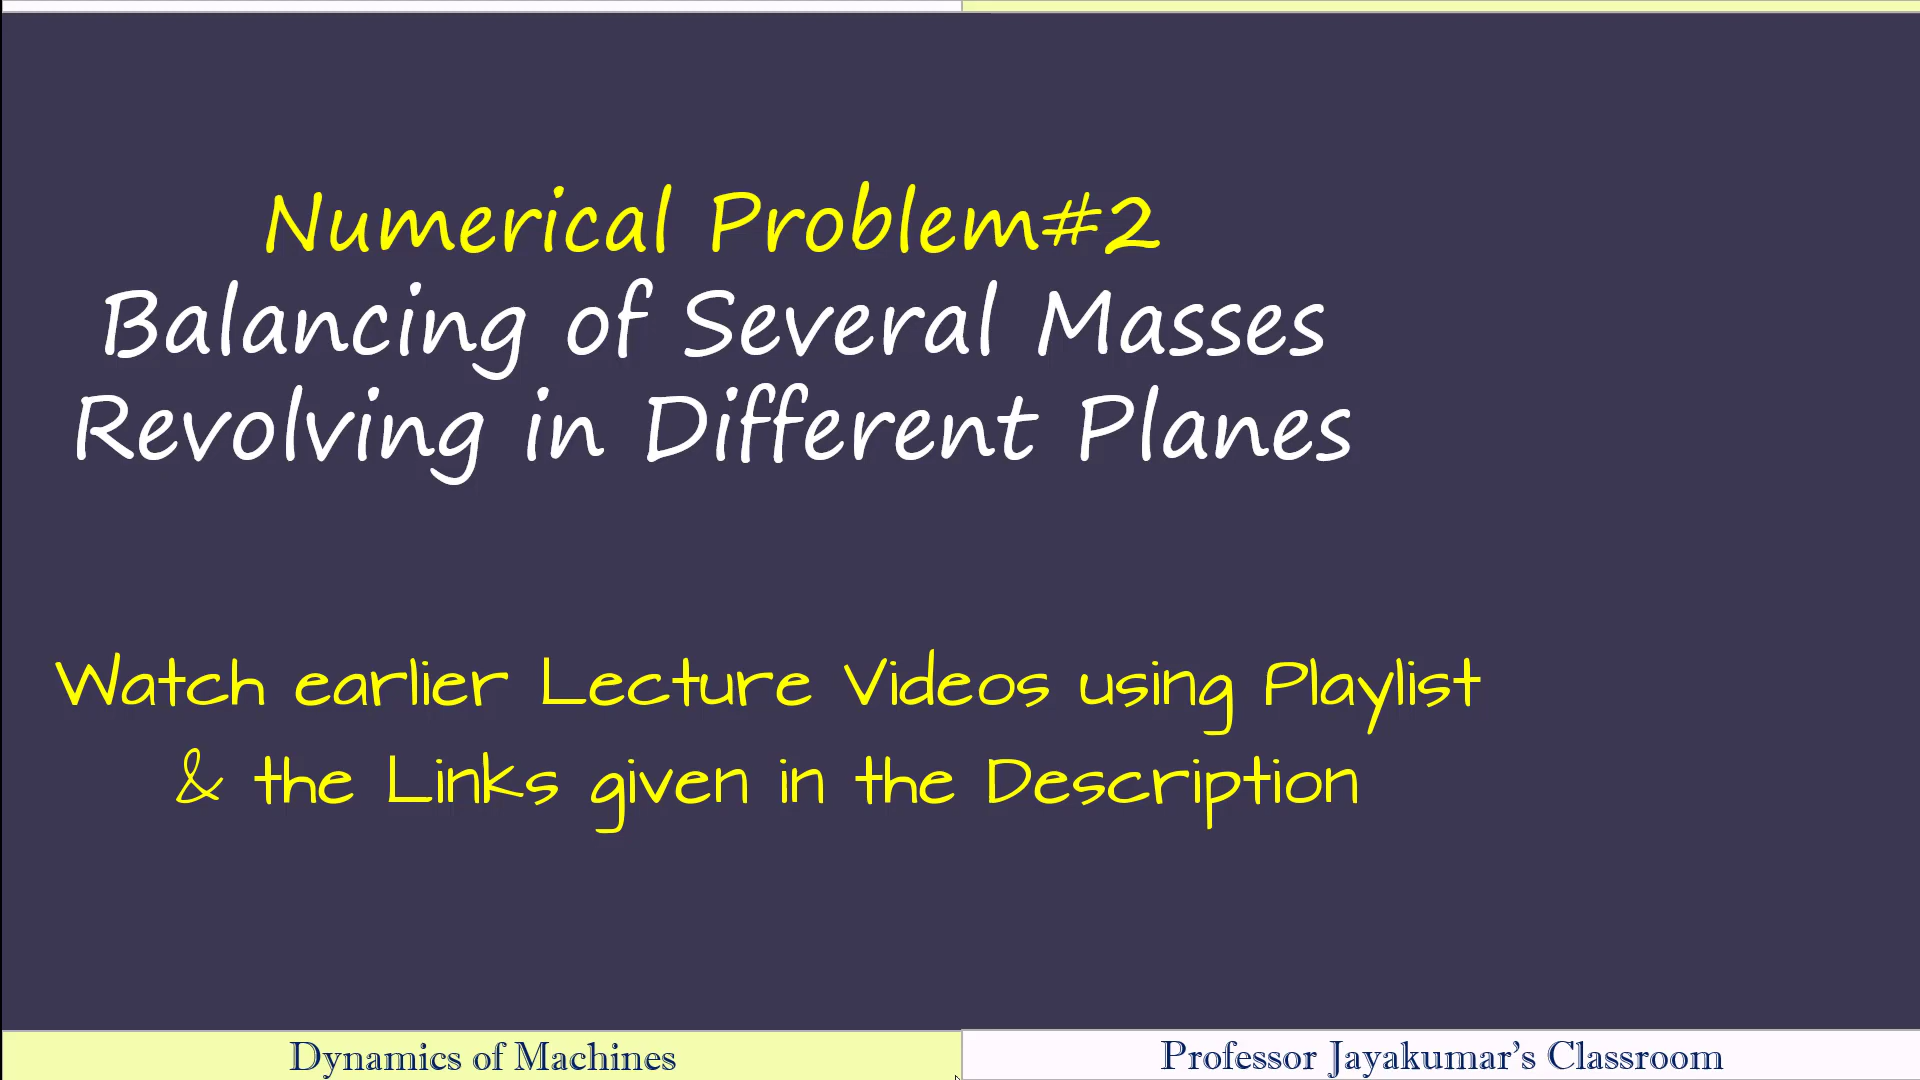 Numerical Problem#2
Balancing of Several Masses
Revolving in Different Planes
Watch earlier Lecture Videos using Playlist
& the Links given in the Description
Dynamics of Machines
Professor Jayakumar’s Classroom